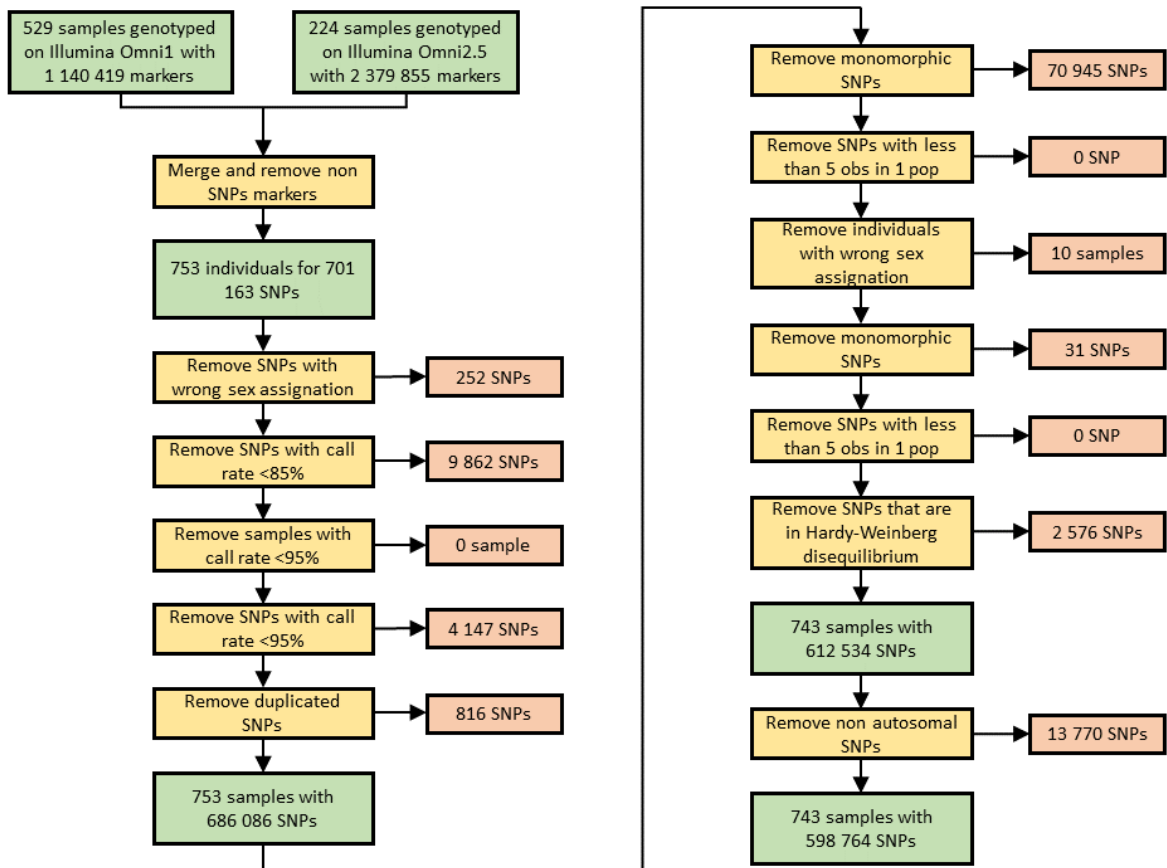 529 samples genotyped
on Illumina Omni1 with
1 140 419 markers
224 samples genotyped
on Illumina Omni2.5
with 2 379 855 markers
Merge and remove non
SNPs markers
753 individuals for 701
163 SNPs
Remove SNPs with
wrong sex assignation
252 SNPs
Remove SNPs with call
rate <85%
9 862 SNPs
Remove samples with
call rate <95%
0 sample
Remove SNPs with call
rate <95%
4 147 SNPs
Remove duplicated
SNPs
816 SNPs
753 samples with
686 086 SNPs
Remove monomorphic
SNPs
70 945 SNPs
Remove SNPs with less
than 5 obs in 1 pop
0 SNP
Remove individuals
with wrong sex
assignation
10 samples
Remove monomorphic
SNPs
31 SNPs
Remove SNPs with less
than 5 obs in 1 pop
0 SNP
Remove SNPs that are
in Hardy-Weinberg
disequilibrium
2 576 SNPs
743 samples with
612 534 SNPs
Remove non autosomal
SNPs
13 770 SNPs
743 samples with
598 764 SNPs